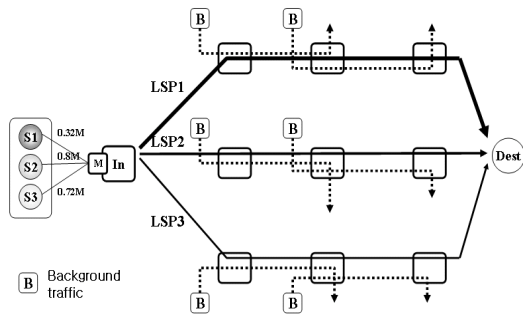 B
B
LSP1
S1
0.32M
S2
0.8M
M
In
S3
0.72M
LSP2
B
B
Dest
LSP3
B
B
B
Background
traffic